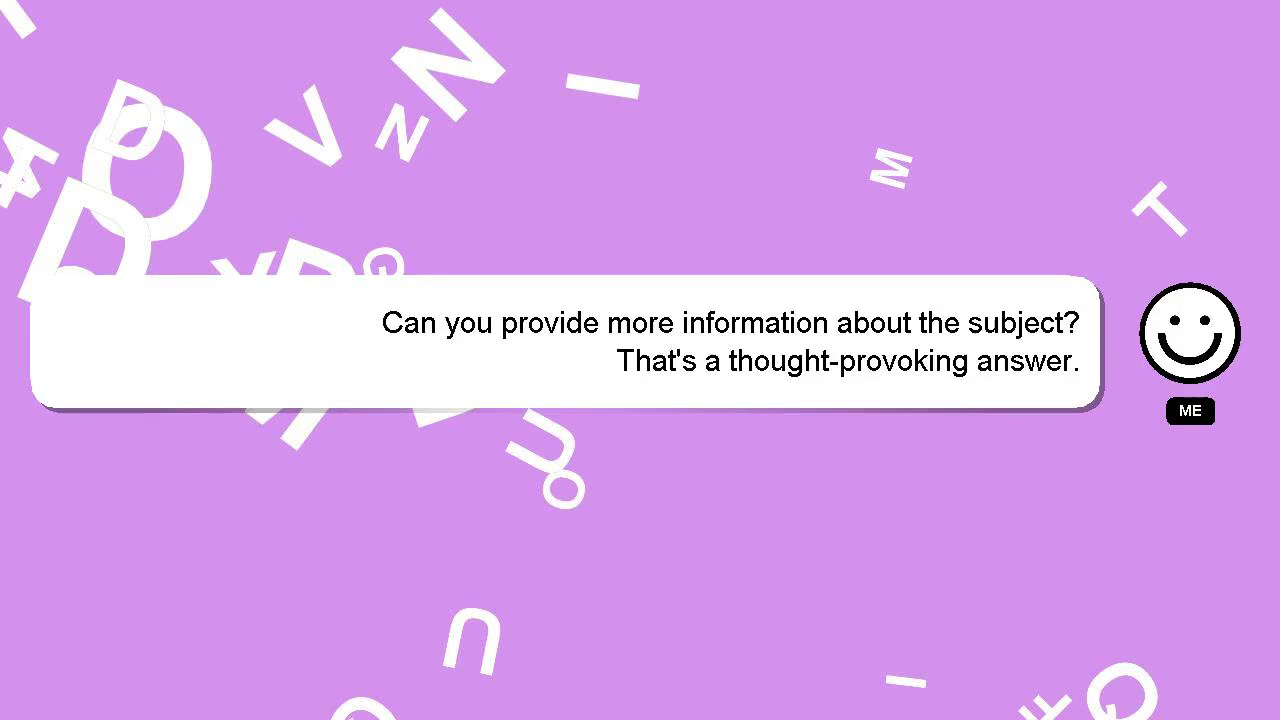 Can you provide more information about the subject?
That's a thought-provoking answer.
ME